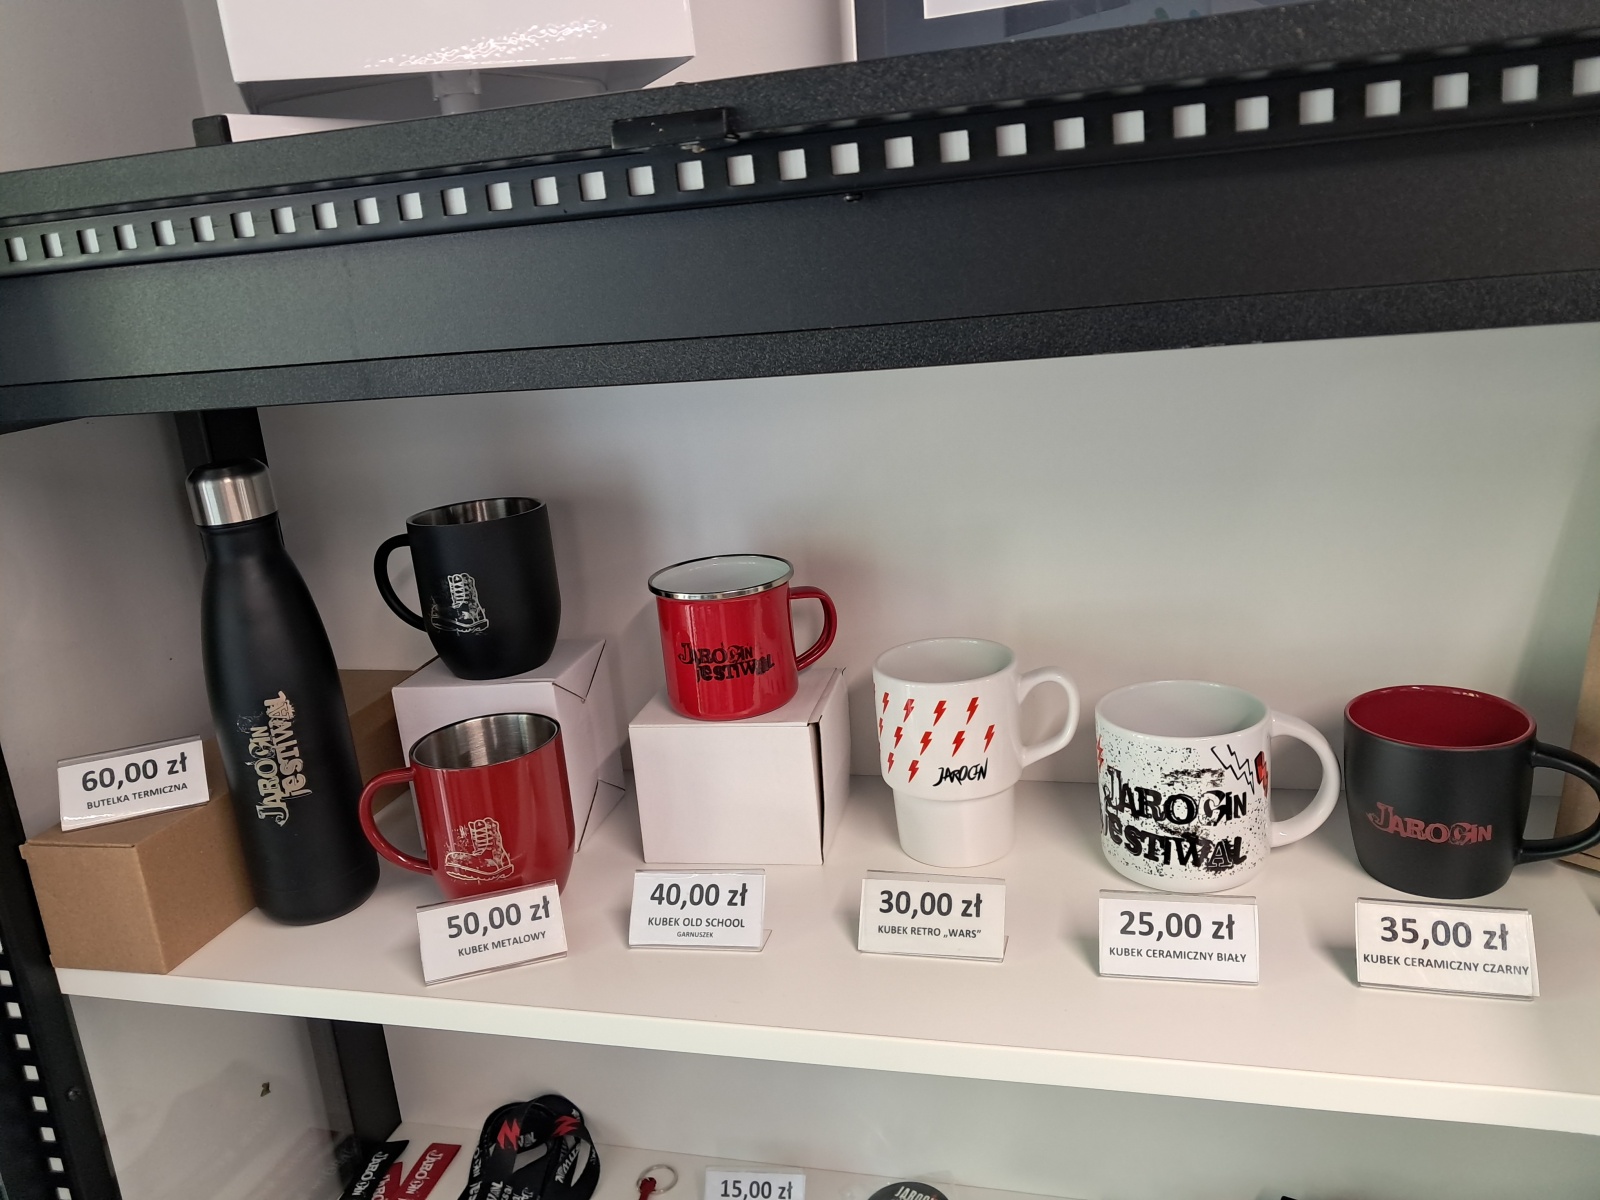 JAROCIN
FESTIWAL
JAROCIN
FESTIWAL
JAROCIN
JAROCIN
FESTIWAL
JAROCIN
60,00 zł
BUTELKA TERMICZNA
50,00 zł
KUBEK METALOWY
40,00 zł
KUBEK OLD SCHOOL
GARNUSZEK
30,00 zł
KUBEK RETRO „WARS”
25,00 zł
KUBEK CERAMICZNY BIAŁY
35,00 zł
KUBEK CERAMICZNY CZARNY
15,00 zł